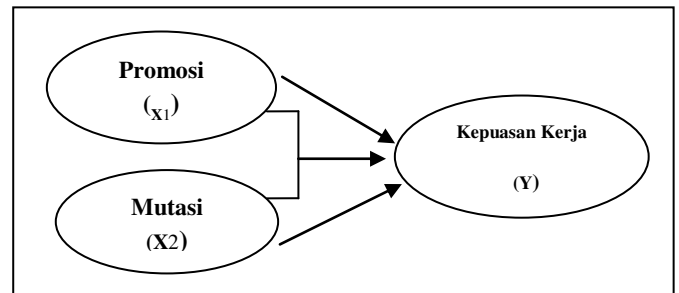 Promosi
(X1)
Mutasi
(X2)
Kepuasan Kerja
(Y)